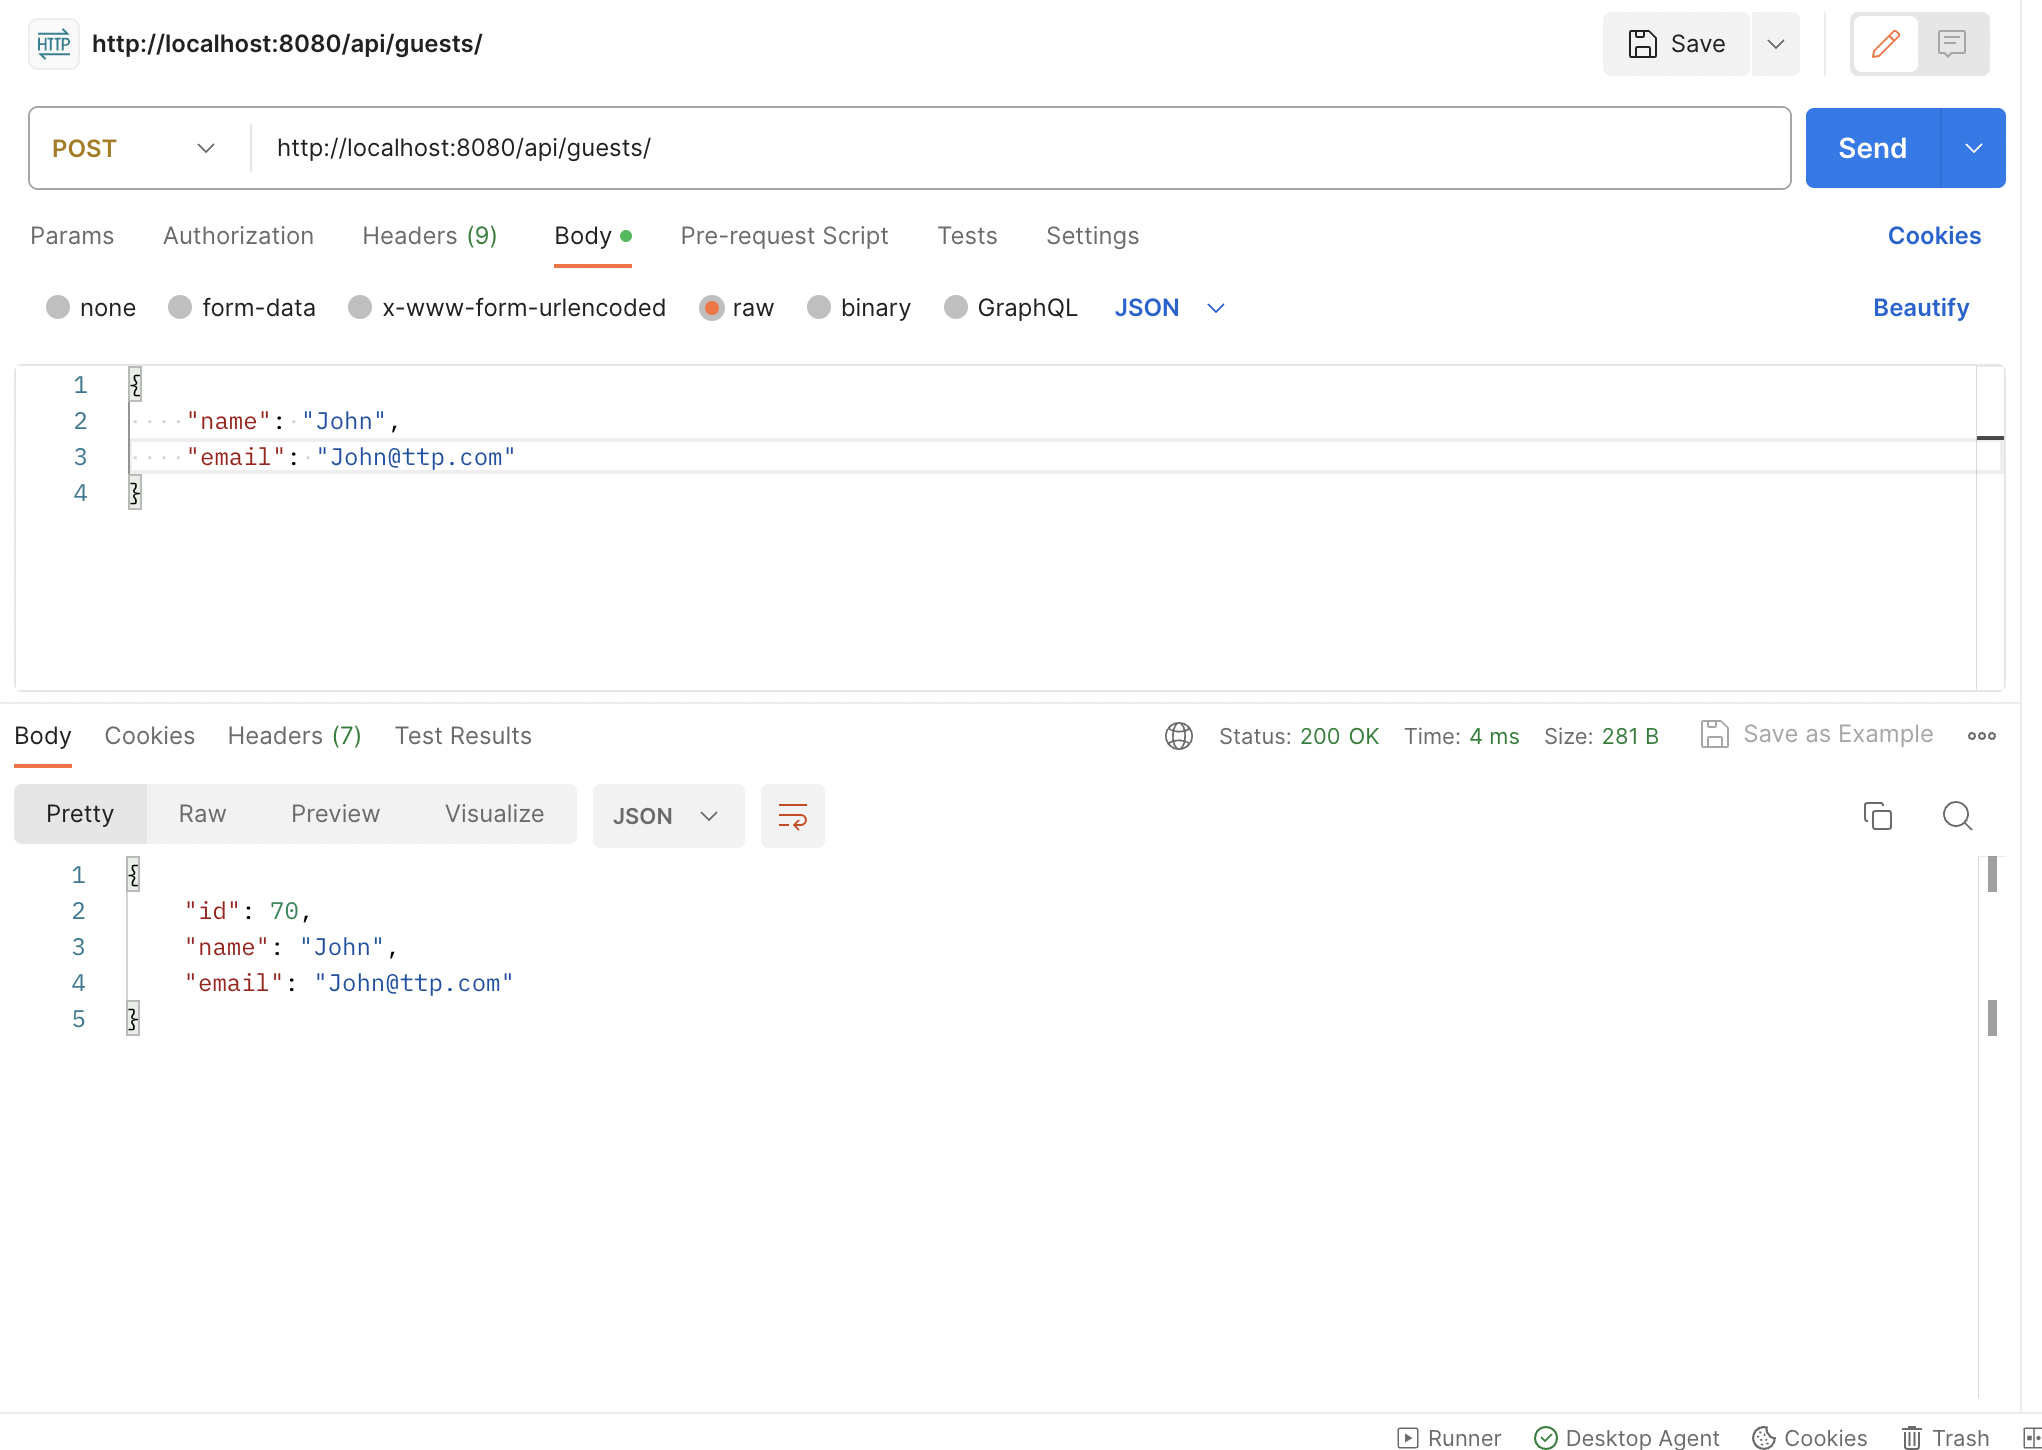 HTTP http://localhost:8080/api/guests/ Save
POST http://localhost:8080/api/guests/ Send
Params Authorization Headers (9) Body Pre-request Script Tests Settings Cookies
none form-data x-www-form-urlencoded raw binary GraphQL JSON Beautify
1 {
2 ····"name":·"John",
3 ····"email":·"John@ttp.com"
4 }
Body Cookies Headers (7) Test Results Status: 200 OK Time: 4 ms Size: 281 B Save as Example
Pretty Raw Preview Visualize JSON
1 {
2 "id": 70,
3 "name": "John",
4 "email": "John@ttp.com"
5 }
Runner Desktop Agent Cookies Trash